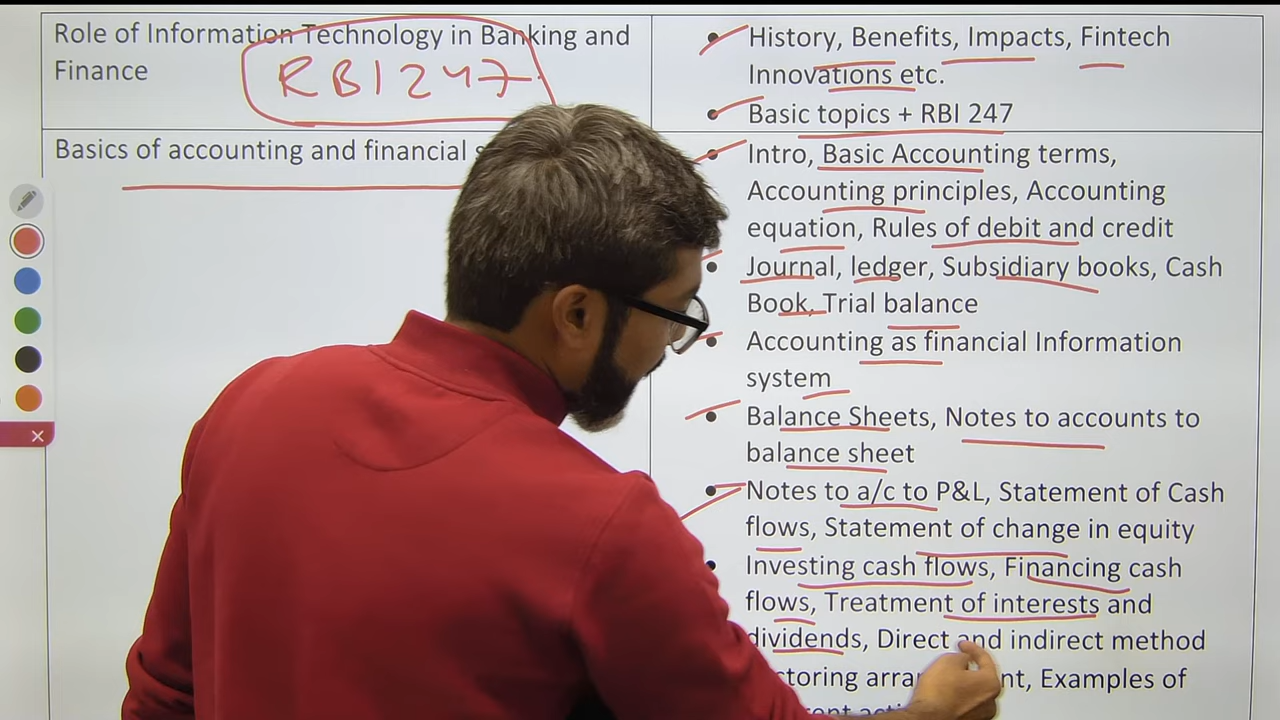 Role of Information Technology in Banking and
Finance
RBI 247
History, Benefits, Impacts, Fintech
Innovations etc.
Basic topics + RBI 247
Basics of accounting and financial
Intro, Basic Accounting terms,
Accounting principles, Accounting
equation, Rules of debit and credit
Journal, ledger, Subsidiary books, Cash
Book, Trial balance
Accounting as financial Information
system
Balance Sheets, Notes to accounts to
balance sheet
Notes to a/c to P&L, Statement of Cash
flows, Statement of change in equity
Investing cash flows, Financing cash
flows, Treatment of interests and
dividends, Direct and indirect method
Examples of